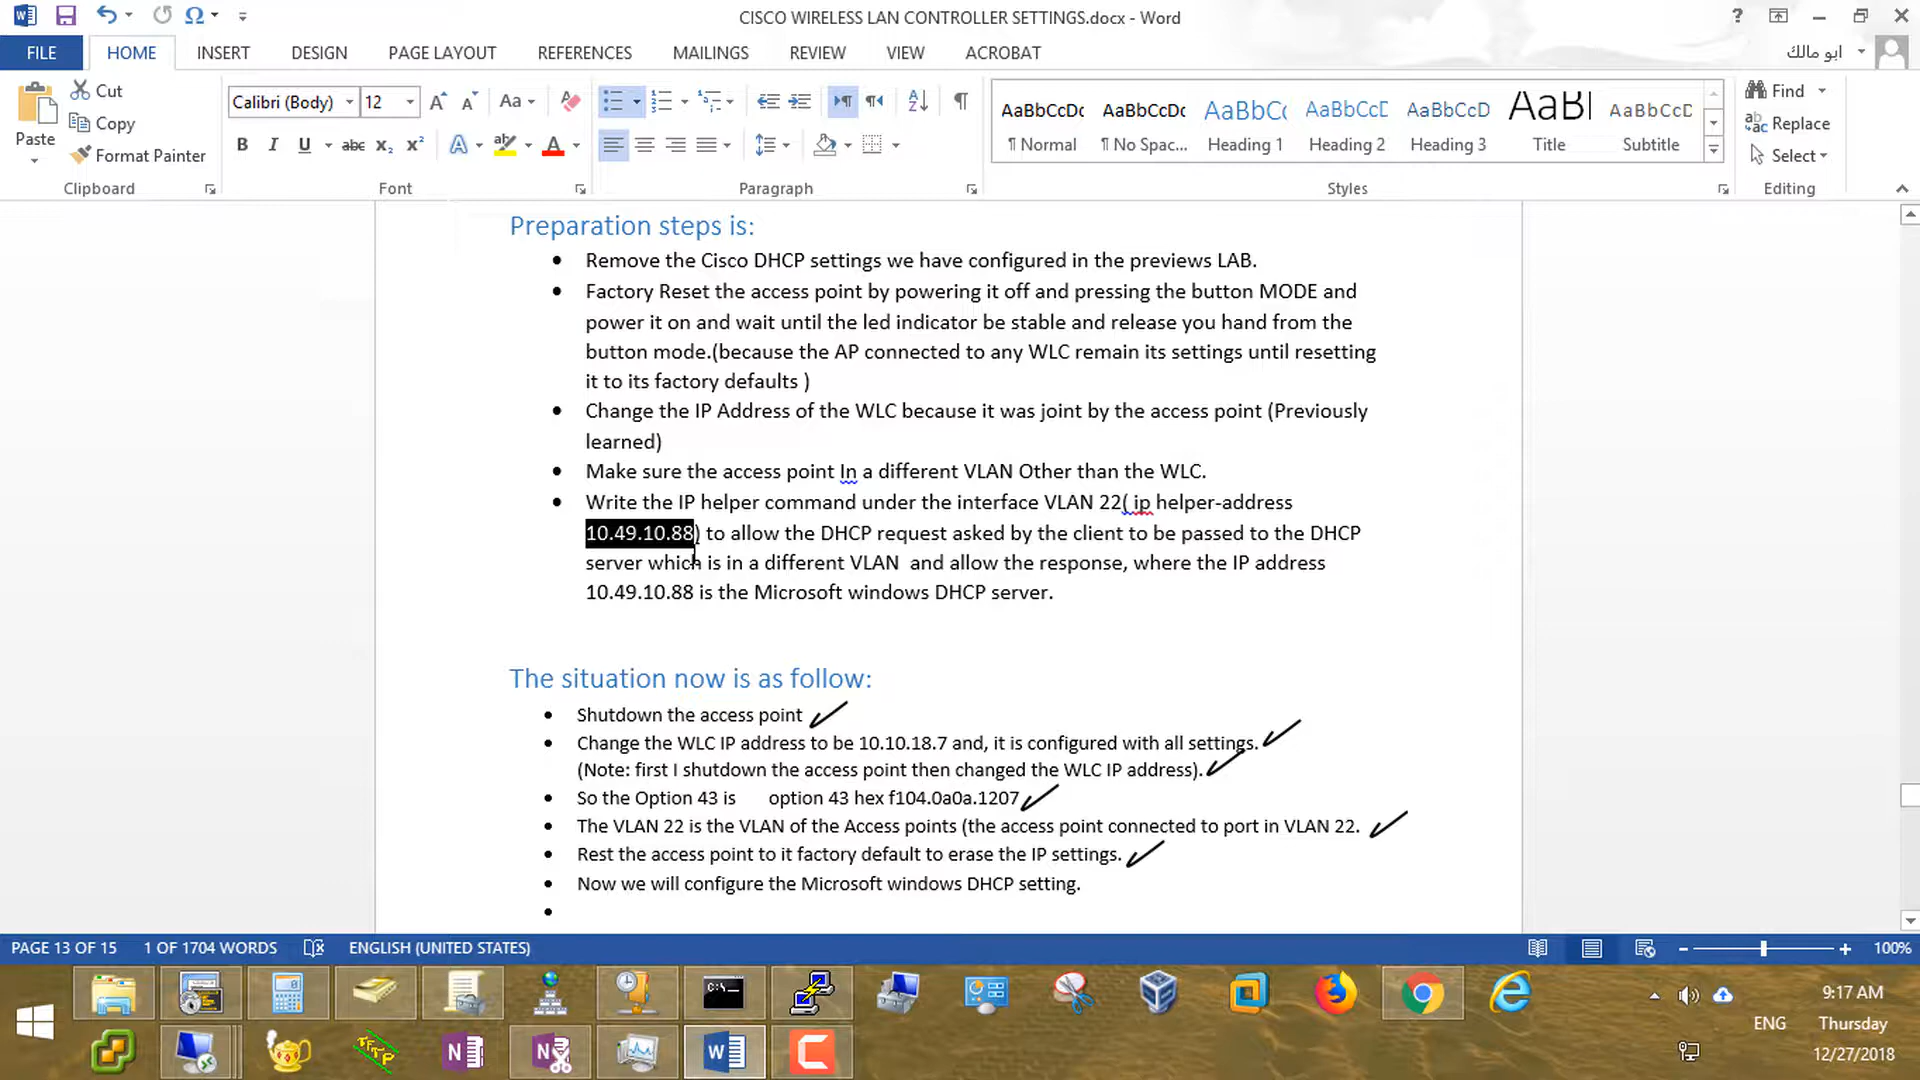 CISCO WIRELESS LAN CONTROLLER SETTINGS.docx - Word
FILE HOME INSERT DESIGN PAGE LAYOUT REFERENCES MAILINGS REVIEW VIEW ACROBAT ابو مالك
Cut
Copy
Format Painter
Paste
Clipboard
Calibri (Body) 12
Font
Paragraph
AaBbCcDc AaBbCcDc AaBbC AaBbCcD AaBbCcD AaB AaBbCcD
¶ Normal ¶ No Spac... Heading 1 Heading 2 Heading 3 Title Subtitle
Styles
Find
Replace
Select
Editing
Preparation steps is:
• Remove the Cisco DHCP settings we have configured in the previews LAB.
• Factory Reset the access point by powering it off and pressing the button MODE and
power it on and wait until the led indicator be stable and release you hand from the
button mode.(because the AP connected to any WLC remain its settings until resetting
it to its factory defaults )
• Change the IP Address of the WLC because it was joint by the access point (Previously
learned)
• Make sure the access point In a different VLAN Other than the WLC.
• Write the IP helper command under the interface VLAN 22( ip helper-address
10.49.10.88) to allow the DHCP request asked by the client to be passed to the DHCP
server which is in a different VLAN and allow the response, where the IP address
10.49.10.88 is the Microsoft windows DHCP server.
The situation now is as follow:
• Shutdown the access point
• Change the WLC IP address to be 10.10.18.7 and, it is configured with all settings.
(Note: first I shutdown the access point then changed the WLC IP address).
• So the Option 43 is option 43 hex f104.0a0a.1207
• The VLAN 22 is the VLAN of the Access points (the access point connected to port in VLAN 22.
• Rest the access point to it factory default to erase the IP settings.
• Now we will configure the Microsoft windows DHCP setting.
•
PAGE 13 OF 15 1 OF 1704 WORDS ENGLISH (UNITED STATES) 100%
9:17 AM
ENG Thursday
12/27/2018